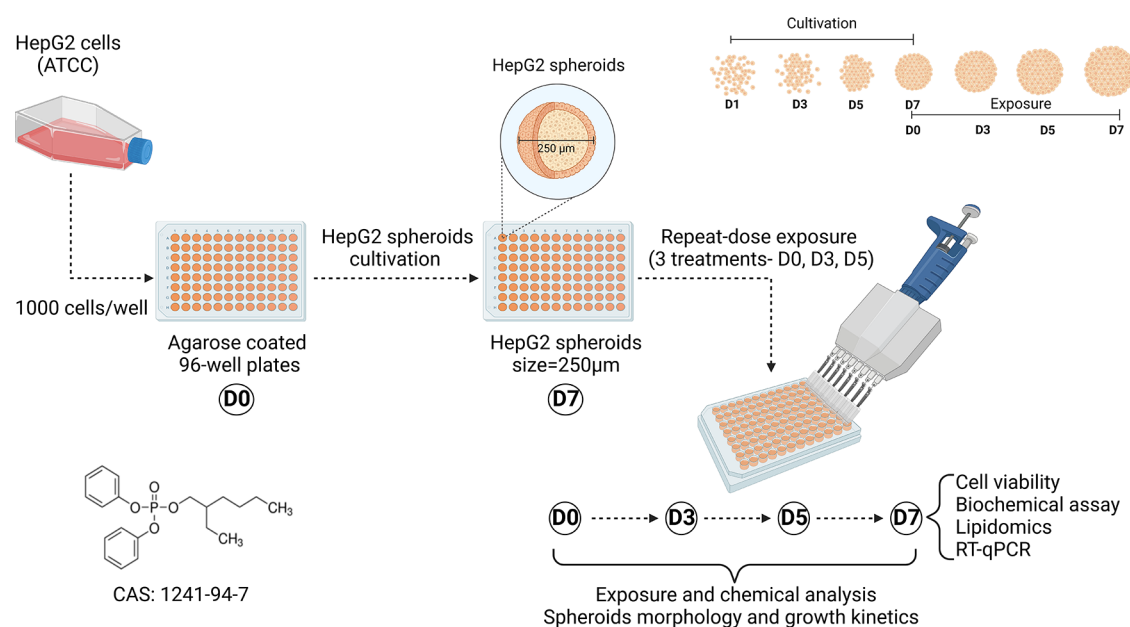 HepG2 cells
(ATCC)
1000 cells/well
Agarose coated
96-well plates
D0
HepG2 spheroids
cultivation
HepG2 spheroids
250 µm
HepG2 spheroids
size=250µm
D7
Repeat-dose exposure
(3 treatments- D0, D3, D5)
Cultivation
D1 D3 D5 D7
Exposure
D0 D3 D5 D7
O
O-P-O
O
CH₃
CH₃
CAS: 1241-94-7
D0 D3 D5 D7
Cell viability
Biochemical assay
Lipidomics
RT-qPCR
Exposure and chemical analysis
Spheroids morphology and growth kinetics